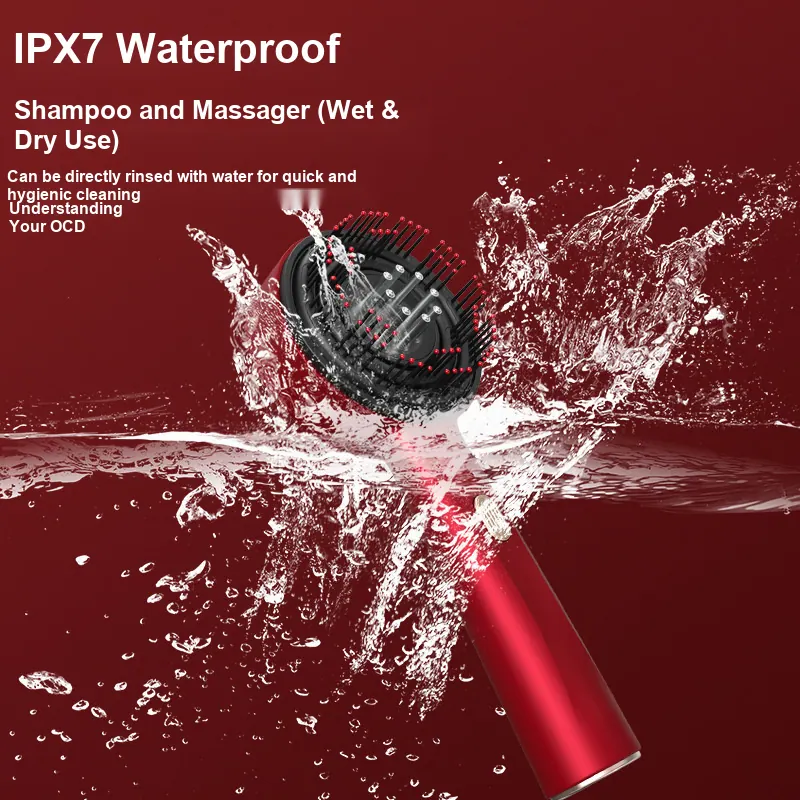 IPX7 Waterproof
Shampoo and Massager (Wet &
Dry Use)
Can be directly rinsed with water for quick and
hygienic cleaning
Understanding
Your OCD